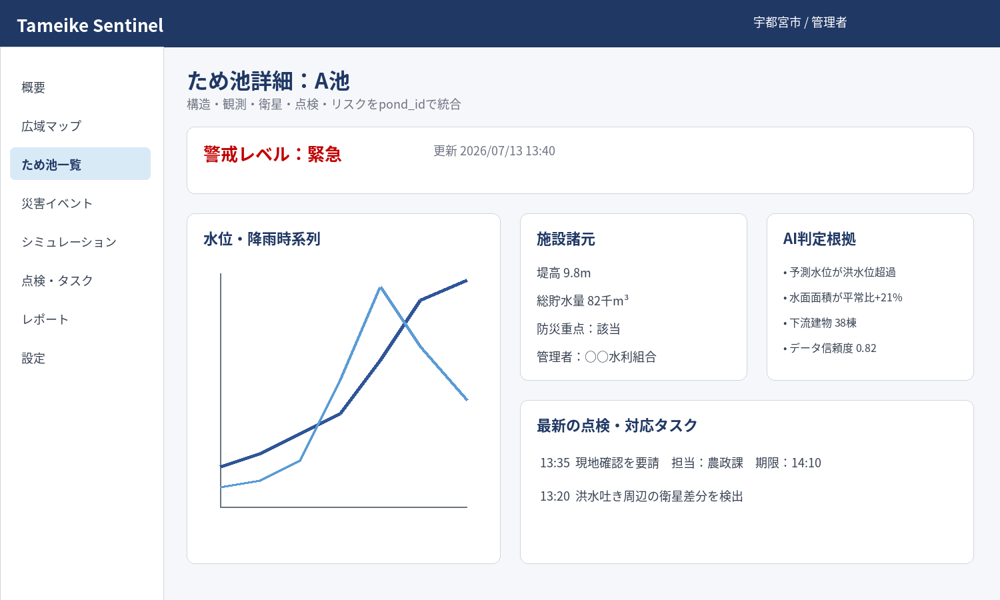 Tameike Sentinel
宇都宮市 / 管理者
概要
広域マップ
ため池一覧
災害イベント
シミュレーション
点検・タスク
レポート
設定
ため池詳細：A池
構造・観測・衛星・点検・リスクをpond_idで統合
警戒レベル：緊急
更新 2026/07/13 13:40
水位・降雨時系列
施設諸元
堤高 9.8m
総貯水量 82千m³
防災重点：該当
管理者：〇〇水利組合
AI判定根拠
• 予測水位が洪水位超過
• 水面面積が平常比+21%
• 下流建物 38棟
• データ信頼度 0.82
最新の点検・対応タスク
13:35 現地確認を要請　担当：農政課　期限：14:10
13:20 洪水吐き周辺の衛星差分を検出